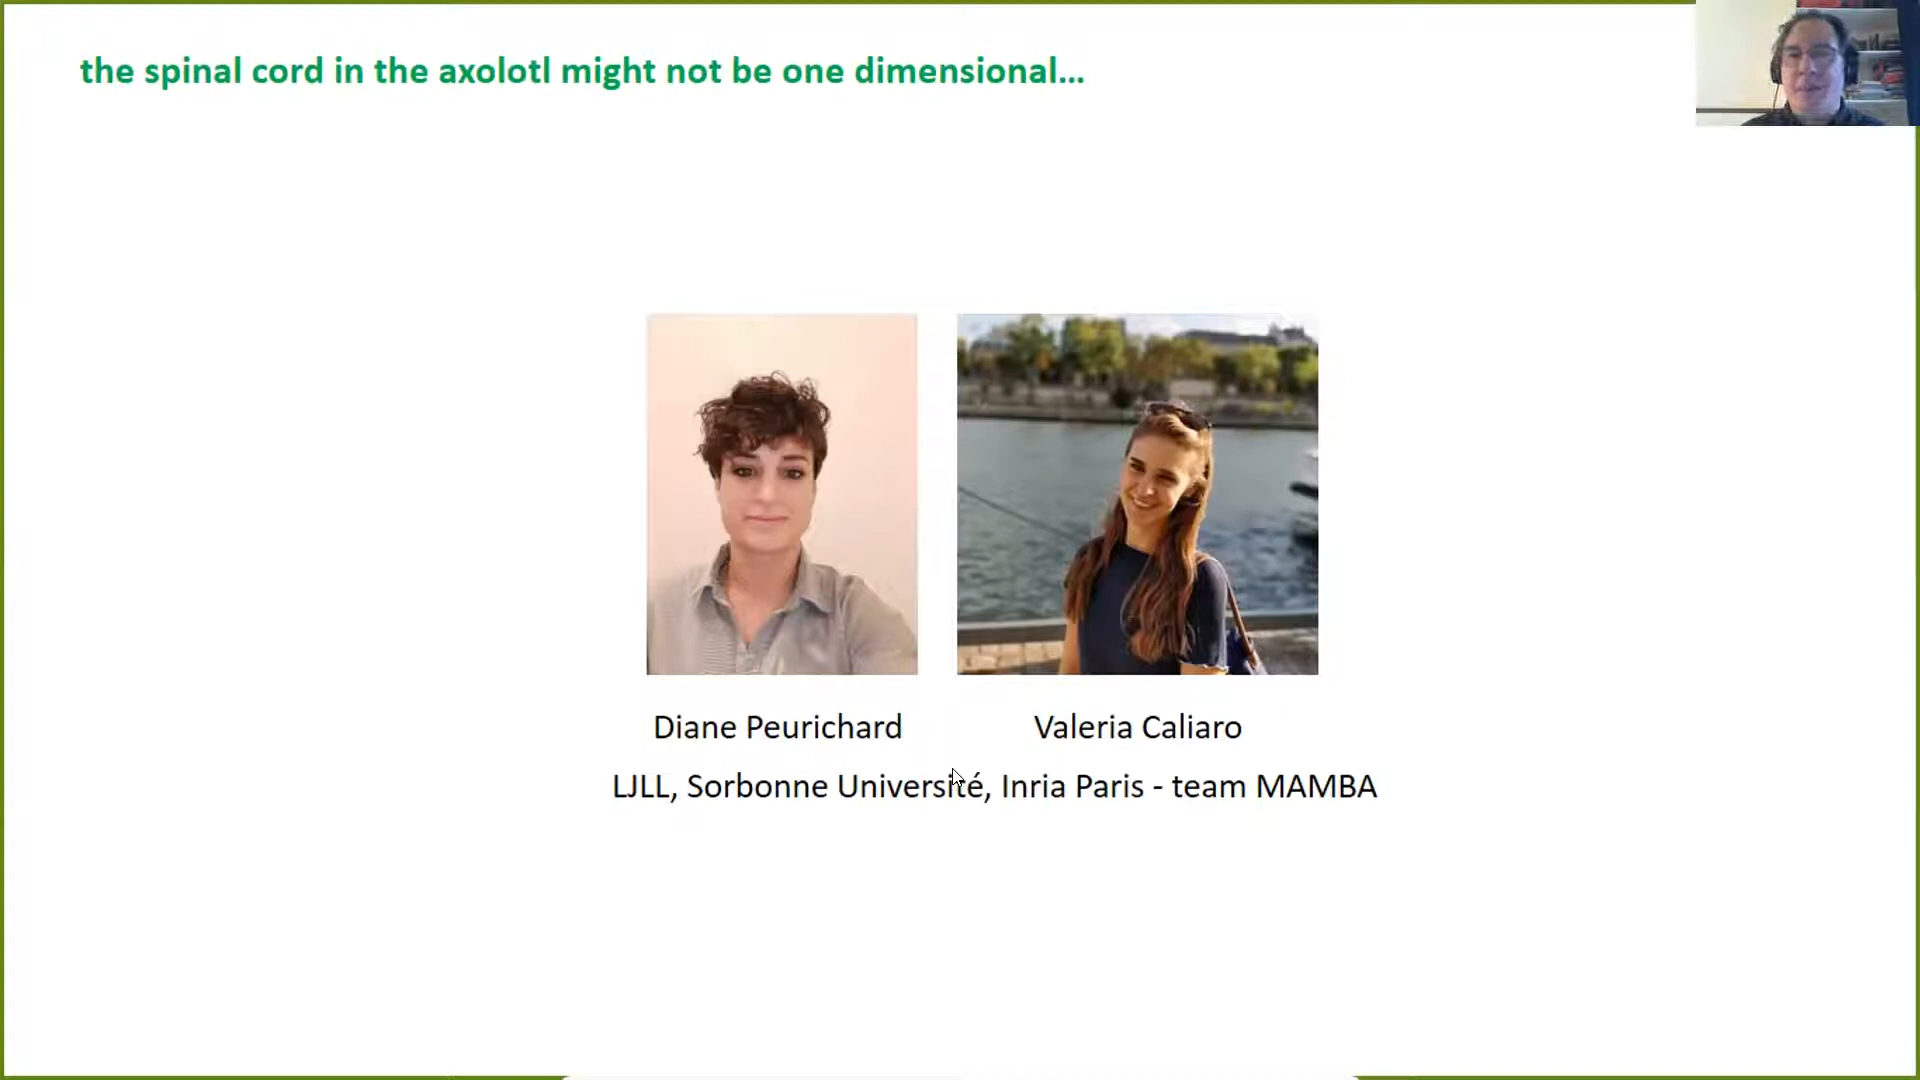 the spinal cord in the axolotl might not be one dimensional...
Diane Peurichard
Valeria Caliaro
LJLL, Sorbonne Université, Inria Paris - team MAMBA